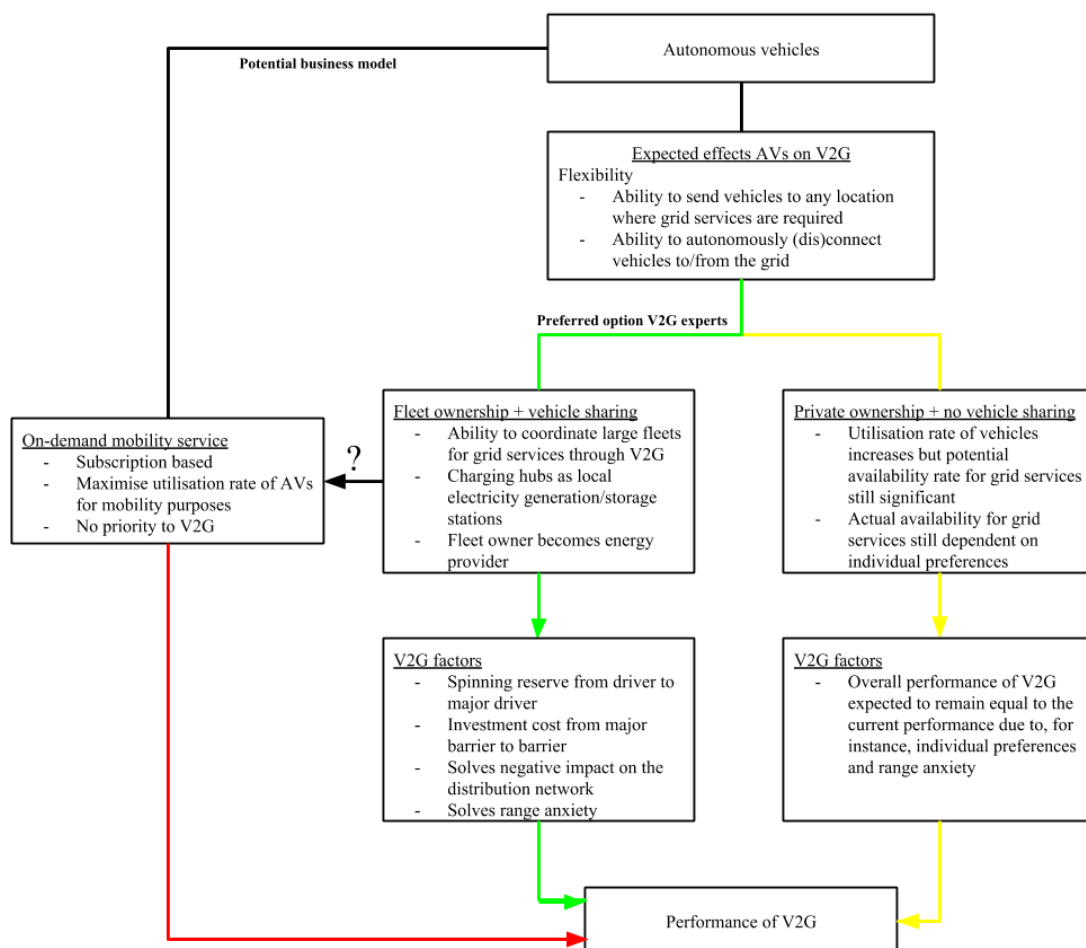 Autonomous vehicles
Potential business model
Expected effects AVs on V2G
Flexibility
- Ability to send vehicles to any location
where grid services are required
- Ability to autonomously (dis)connect
vehicles to/from the grid
Preferred option V2G experts
On-demand mobility service
- Subscription based
- Maximise utilisation rate of AVs
for mobility purposes
- No priority to V2G
?
Fleet ownership + vehicle sharing
- Ability to coordinate large fleets
for grid services through V2G
- Charging hubs as local
electricity generation/storage
stations
- Fleet owner becomes energy
provider
Private ownership + no vehicle sharing
- Utilisation rate of vehicles
increases but potential
availability rate for grid services
still significant
- Actual availability for grid
services still dependent on
individual preferences
V2G factors
- Spinning reserve from driver to
major driver
- Investment cost from major
barrier to barrier
- Solves negative impact on the
distribution network
- Solves range anxiety
V2G factors
- Overall performance of V2G
expected to remain equal to the
current performance due to, for
instance, individual preferences
and range anxiety
Performance of V2G